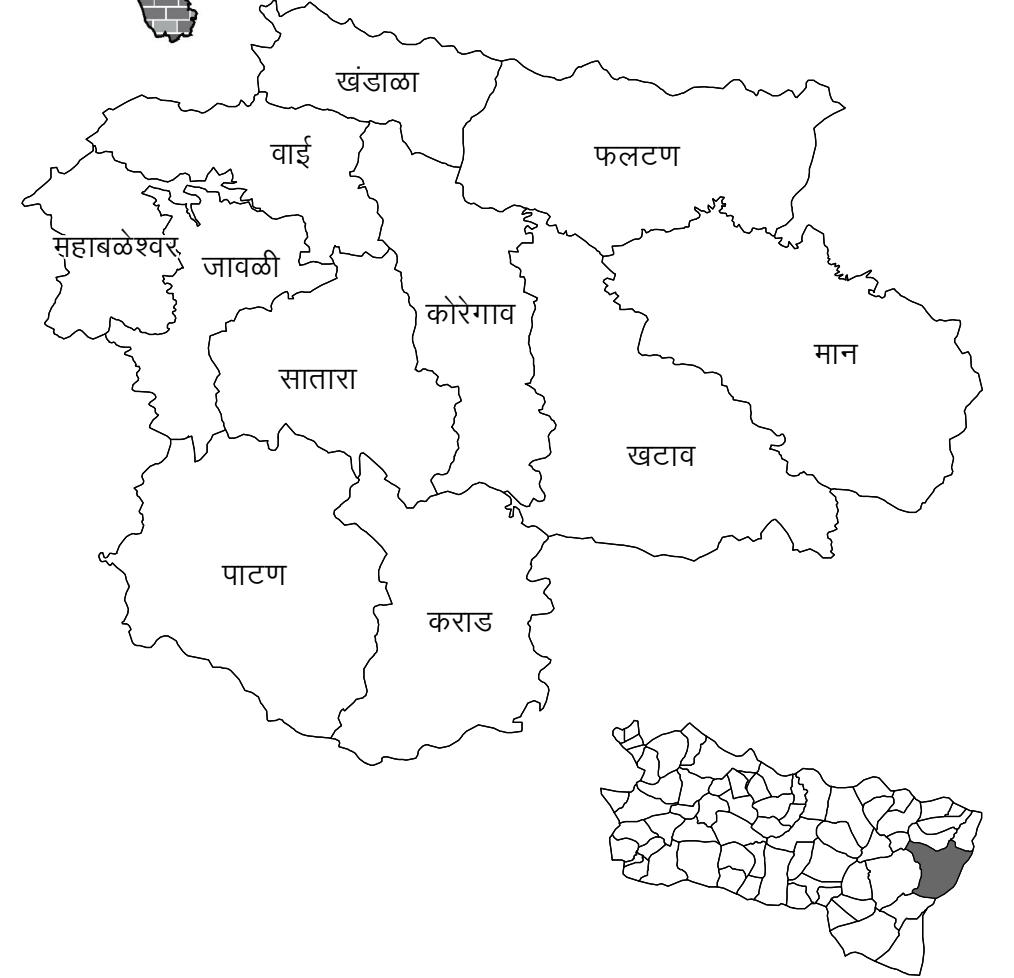 खंडाळा
वाई
फलटण
महाबळेश्वर
जावळी
कोरेगाव
मान
सातारा
खटाव
पाटण
कराड